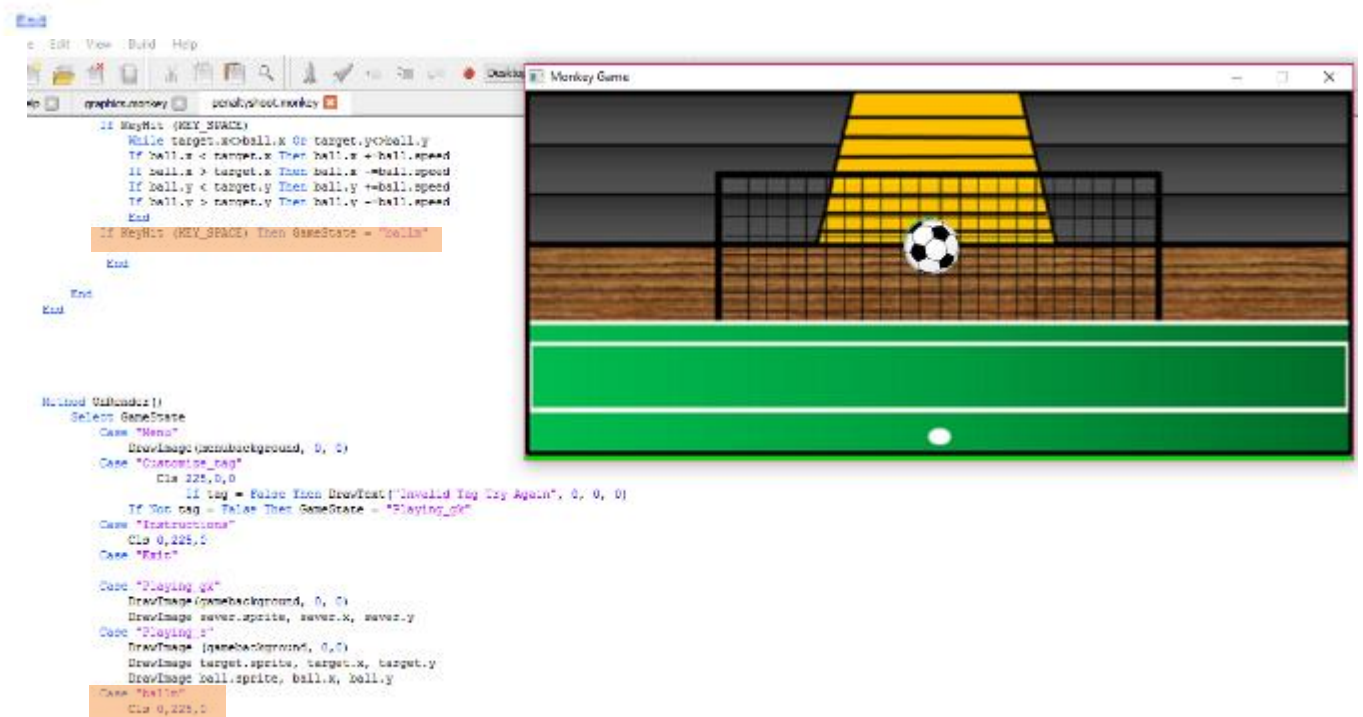 End
e Edit View Build Help
Desktop
Monkey Game
elp graphics.monkey penaltyshoot.monkey
If KeyHit (KEY_SPACE)
While target.x<>ball.x Or target.y<>ball.y
If ball.x < target.x Then ball.x +=ball.speed
If ball.x > target.x Then ball.x -=ball.speed
If ball.y < target.y Then ball.y +=ball.speed
If ball.y > target.y Then ball.y -=ball.speed
End
If KeyHit (KEY_SPACE) Then GameState = "ballm"
End
End
End
Method OnRender()
Select GameState
Case "Menu"
DrawImage(menubackground, 0, 0)
Case "Customise_tag"
Cls 225,0,0
If tag = False Then DrawText("Invalid Tag Try Again", 0, 0, 0)
If Not tag = False Then GameState = "Playing_gk"
Case "Instructions"
Cls 0,225,0
Case "Exit"
Case "Playing_gk"
DrawImage(gamebackground, 0, 0)
DrawImage saver.sprite, saver.x, saver.y
Case "Playing_s"
DrawImage (gamebackground, 0,0)
DrawImage target.sprite, target.x, target.y
DrawImage ball.sprite, ball.x, ball.y
Case "ballm"
Cls 0,225,0